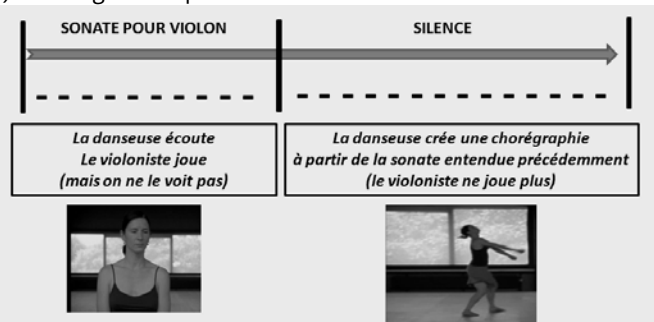 SONATE POUR VIOLON
SILENCE
La danseuse écoute
Le violoniste joue
(mais on ne le voit pas)
La danseuse crée une chorégraphie
à partir de la sonate entendue précédemment
(le violoniste ne joue plus)